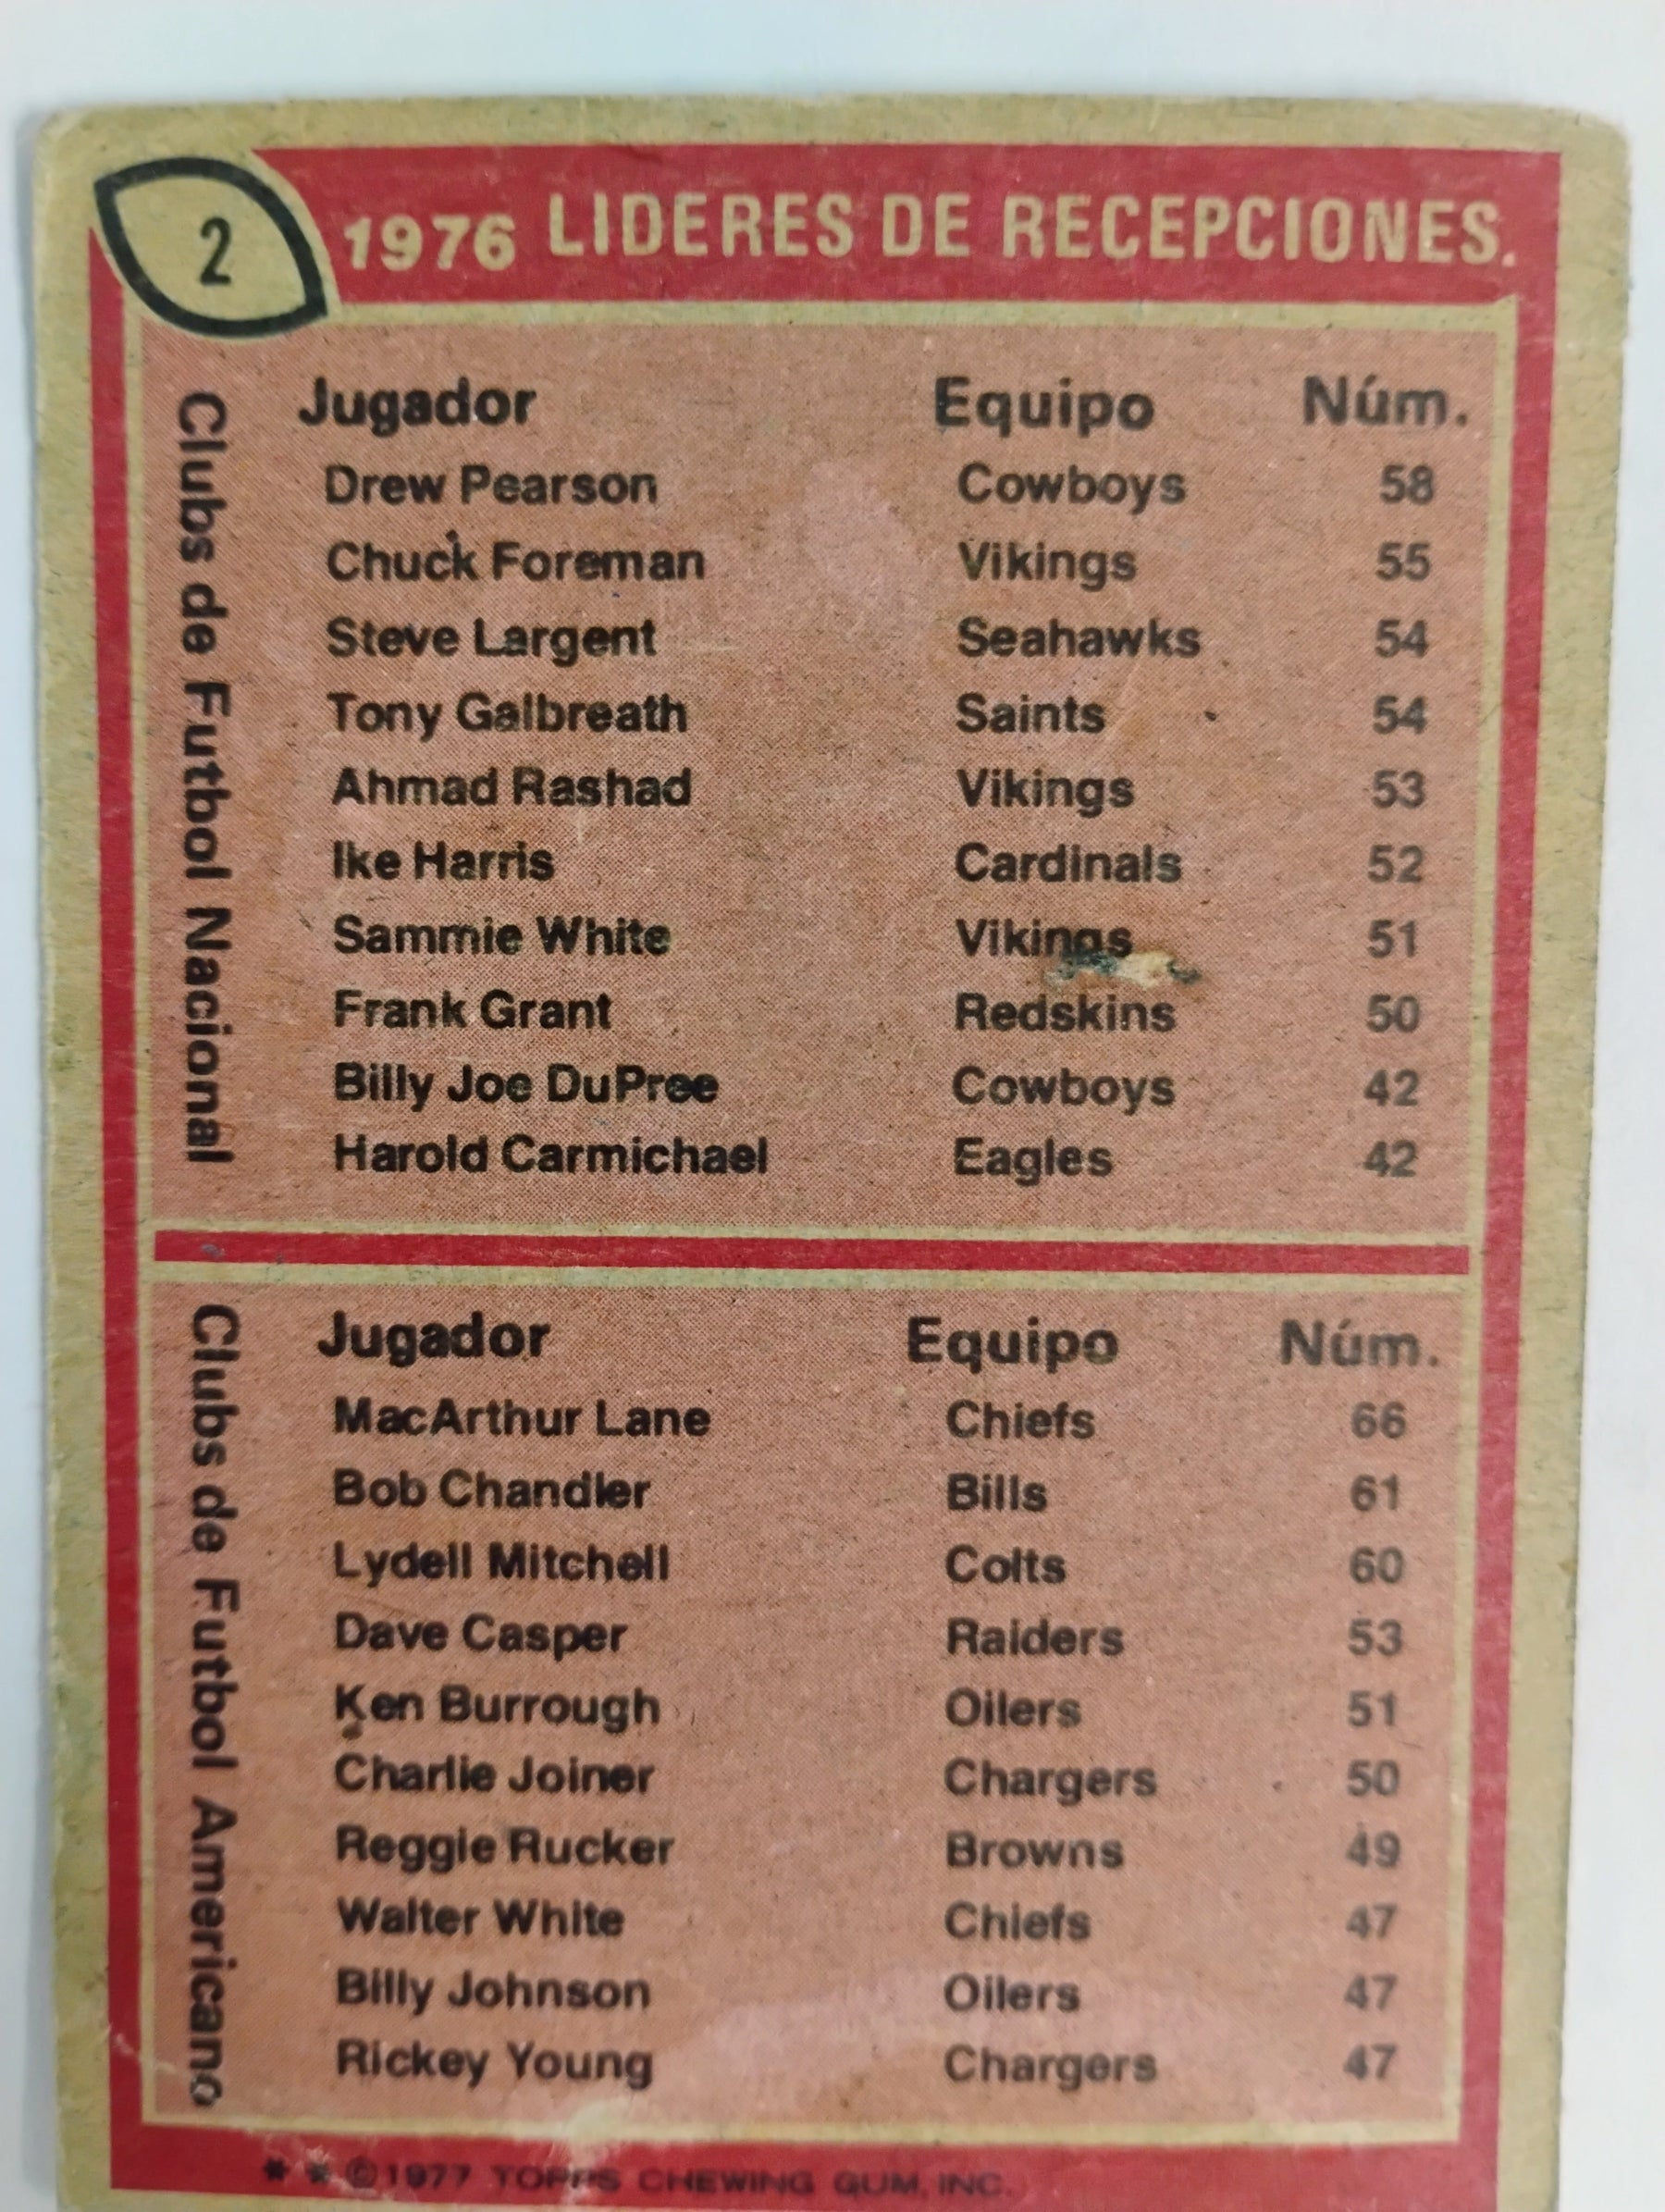 2
1976 LIDERES DE RECEPCIONES.
Clubs de Futbol Nacional
Jugador Equipo Núm.
Drew Pearson Cowboys 58
Chuck Foreman Vikings 55
Steve Largent Seahawks 54
Tony Galbreath Saints 54
Ahmad Rashad Vikings 53
Ike Harris Cardinals 52
Sammie White Vikings 51
Frank Grant Redskins 50
Billy Joe DuPree Cowboys 42
Harold Carmichael Eagles 42
Clubs de Futbol Americano
Jugador Equipo Núm.
MacArthur Lane Chiefs 66
Bob Chandler Bills 61
Lydell Mitchell Colts 60
Dave Casper Raiders 53
Ken Burrough Oilers 51
Charlie Joiner Chargers 50
Reggie Rucker Browns 49
Walter White Chiefs 47
Billy Johnson Oilers 47
Rickey Young Chargers 47
* * ©1977 TOPPS CHEWING GUM, INC.